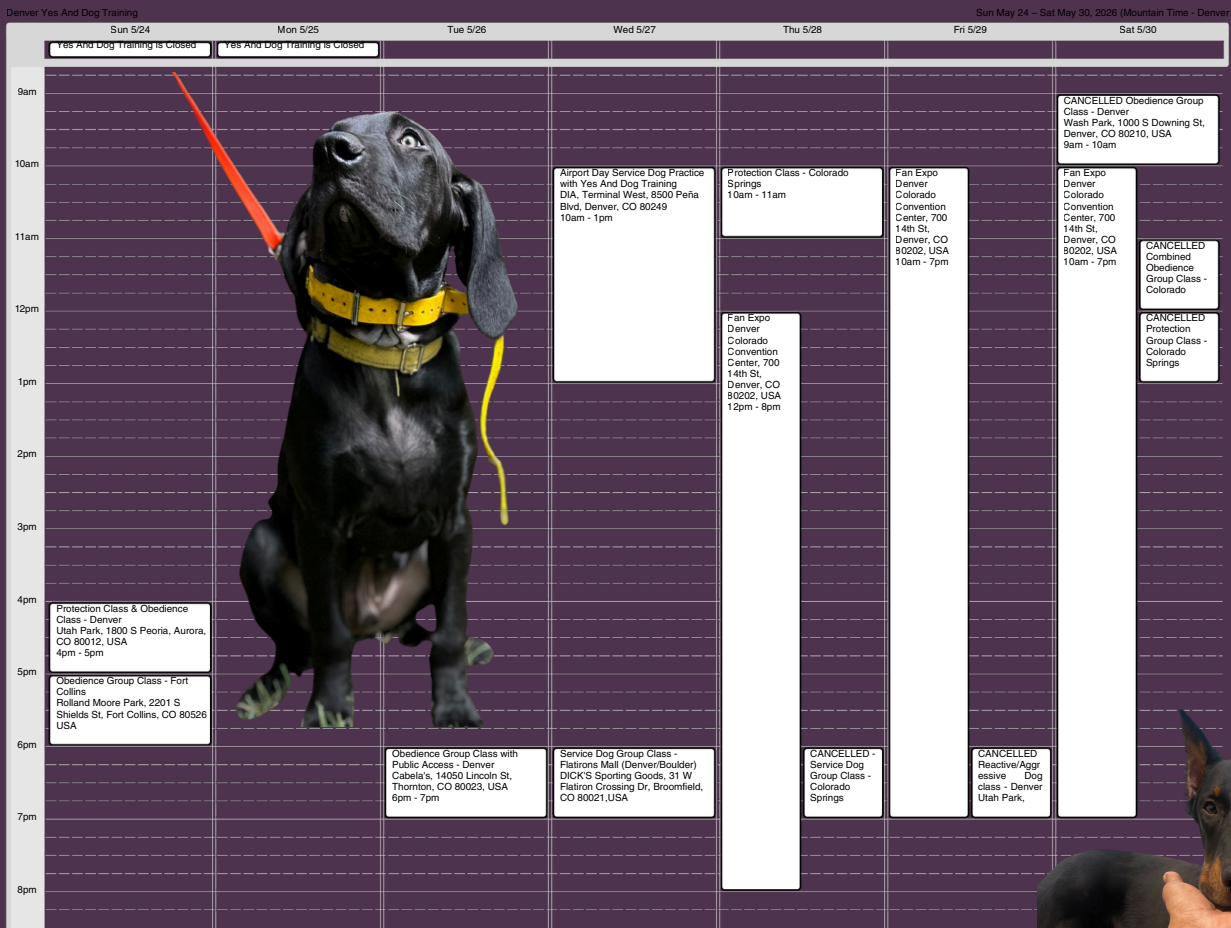 Denver Yes And Dog Training
Sun May 24 – Sat May 30, 2026 (Mountain Time - Denver
Sun 5/24
Mon 5/25
Tue 5/26
Wed 5/27
Thu 5/28
Fri 5/29
Sat 5/30
Yes And Dog Training Is Closed
Yes And Dog Training Is Closed
9am
10am
11am
12pm
1pm
2pm
3pm
4pm
5pm
6pm
7pm
8pm
Protection Class & Obedience
Class - Denver
Utah Park, 1800 S Peoria, Aurora,
CO 80012, USA
4pm - 5pm
Obedience Group Class - Fort
Collins
Rolland Moore Park, 2201 S
Shields St, Fort Collins, CO 80526
USA
Obedience Group Class with
Public Access - Denver
Cabela's, 14050 Lincoln St,
Thornton, CO 80023, USA
6pm - 7pm
Airport Day Service Dog Practice
with Yes And Dog Training
DIA, Terminal West, 8500 Peña
Blvd, Denver, CO 80249
10am - 1pm
Service Dog Group Class -
Flatirons Mall (Denver/Boulder)
DICK'S Sporting Goods, 31 W
Flatiron Crossing Dr, Broomfield,
CO 80021,USA
Protection Class - Colorado
Springs
10am - 11am
Fan Expo
Denver
Colorado
Convention
Center, 700
14th St,
Denver, CO
80202, USA
12pm - 8pm
CANCELLED -
Service Dog
Group Class -
Colorado
Springs
Fan Expo
Denver
Colorado
Convention
Center, 700
14th St,
Denver, CO
80202, USA
10am - 7pm
CANCELLED
Reactive/Aggr
essive Dog
class - Denver
Utah Park,
CANCELLED Obedience Group
Class - Denver
Wash Park, 1000 S Downing St,
Denver, CO 80210, USA
9am - 10am
Fan Expo
Denver
Colorado
Convention
Center, 700
14th St,
Denver, CO
80202, USA
10am - 7pm
CANCELLED
Combined
Obedience
Group Class -
Colorado
CANCELLED
Protection
Group Class -
Colorado
Springs